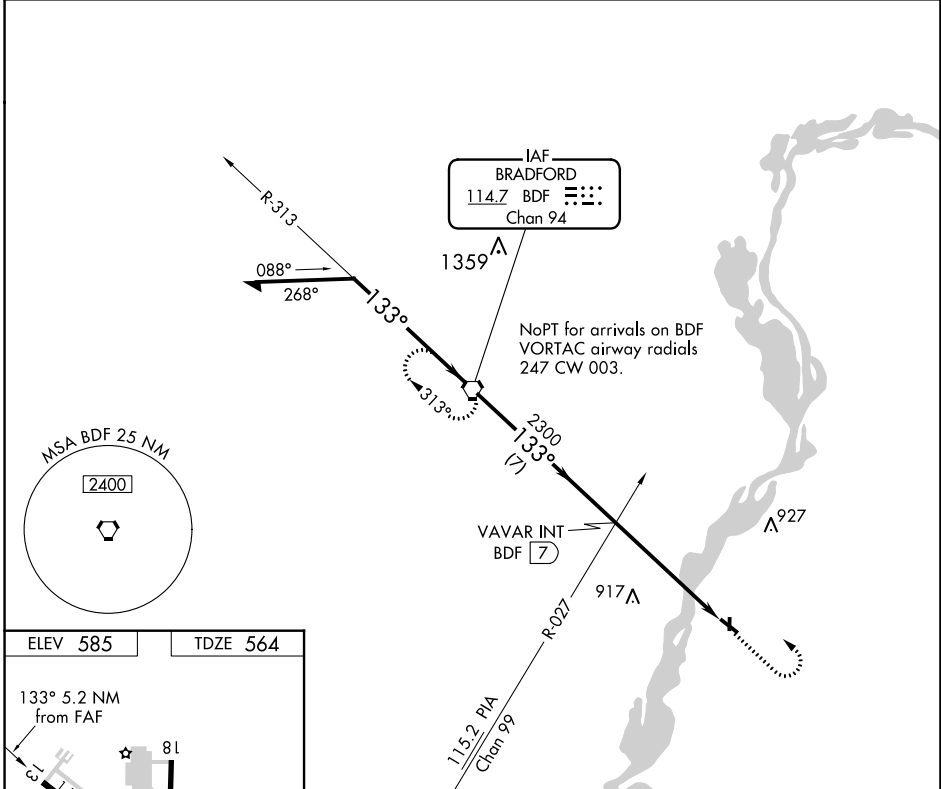 IAF
BRADFORD
114.7 BDF
Chan 94
R-313
1359
088°
268°
133°
NoPT for arrivals on BDF
VORTAC airway radials
247 CW 003.
313°
2300
133°
(7)
MSA BDF 25 NM
2400
VAVAR INT
BDF 7
927
917
R-027
115.2 PIA
Chan 99
ELEV 585
TDZE 564
133° 5.2 NM
from FAF
18
13